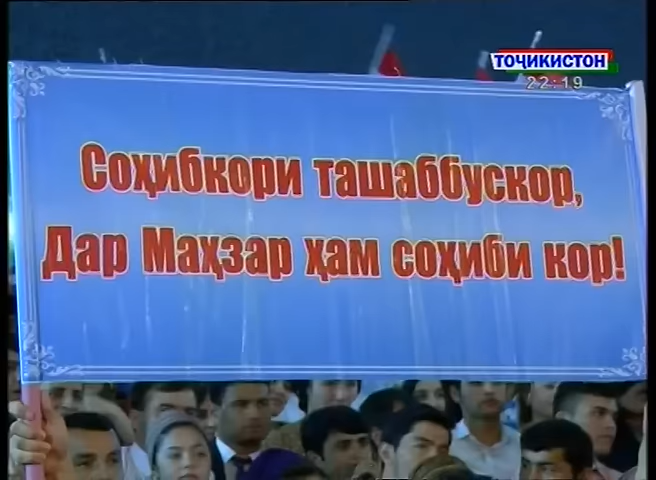 ТОҶИКИСТОН
22:19
Соҳибкори ташаббускор,
Дар Маҳзар ҳам соҳиби кор!